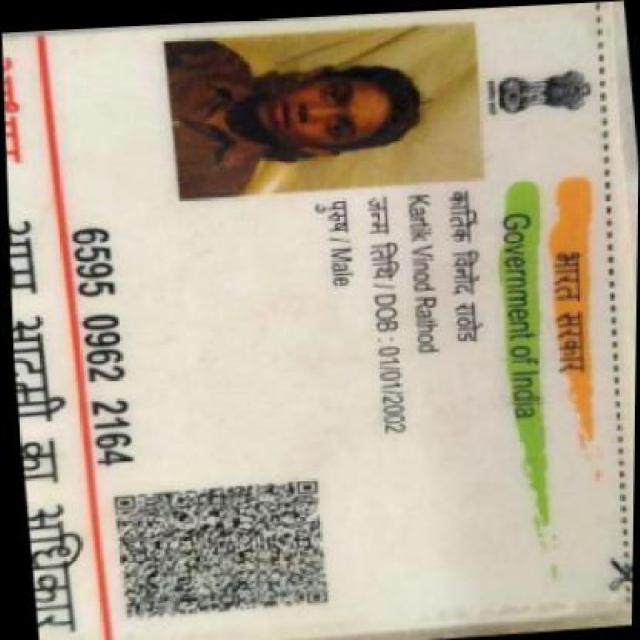 भारत सरकार
Government of India
कार्तिक विनोद राठोड
Kartik Vinod Rathod
जन्म तिथि / DOB : 01/01/2002
पुरुष / Male
6595 0962 2164
आम आदमी का अधिकार